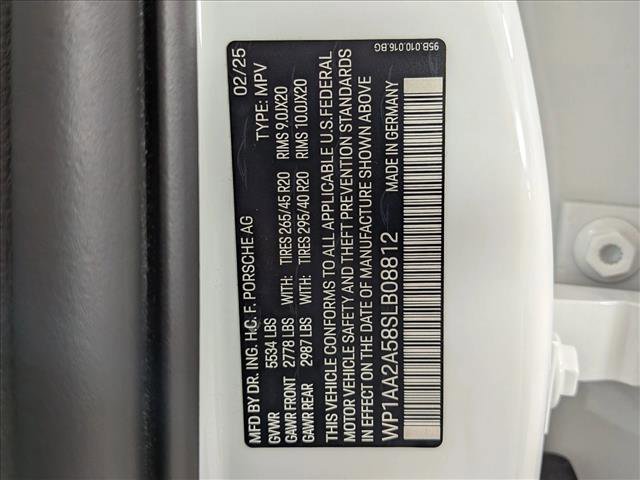 MFD BY DR. ING. H.C. F. PORSCHE AG 02/25
GVWR 5534 LBS TYPE: MPV
GAWR FRONT 2778 LBS WITH: TIRES 265/45 R20 RIMS 9.0JX20
GAWR REAR 2987 LBS WITH: TIRES 295/40 R20 RIMS 10.0JX20
THIS VEHICLE CONFORMS TO ALL APPLICABLE U.S.FEDERAL
MOTOR VEHICLE SAFETY AND THEFT PREVENTION STANDARDS
IN EFFECT ON THE DATE OF MANUFACTURE SHOWN ABOVE
WP1AA2A58SLB08812 MADE IN GERMANY
95B.010.016.BG